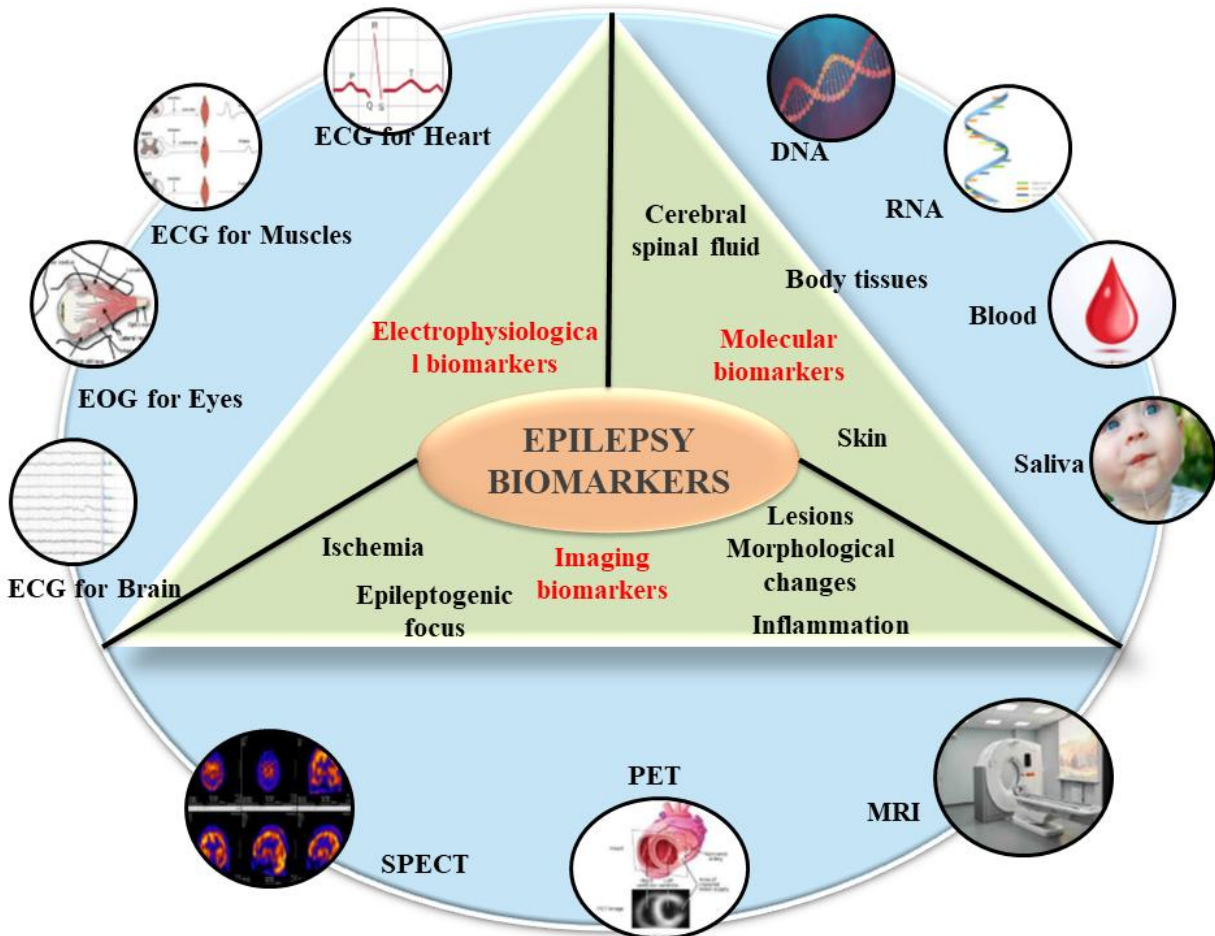 R
P
T
Q
S
ECG for Heart
DNA
ECG for Muscles
RNA
Cerebral
spinal fluid
Body tissues
Blood
Electrophysiologica
l biomarkers
Molecular
biomarkers
EOG for Eyes
EPILEPSY
BIOMARKERS
Skin
Saliva
Lesions
Morphological
changes
Ischemia
Imaging
biomarkers
ECG for Brain
Epileptogenic
focus
Inflammation
PET
MRI
SPECT
PET image